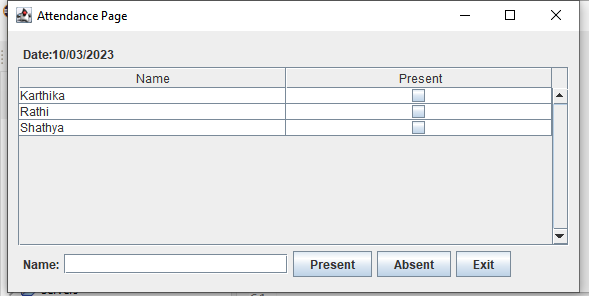 Attendance Page
Date:10/03/2023
Name Present
Karthika
Rathi
Shathya
Name: Present Absent Exit